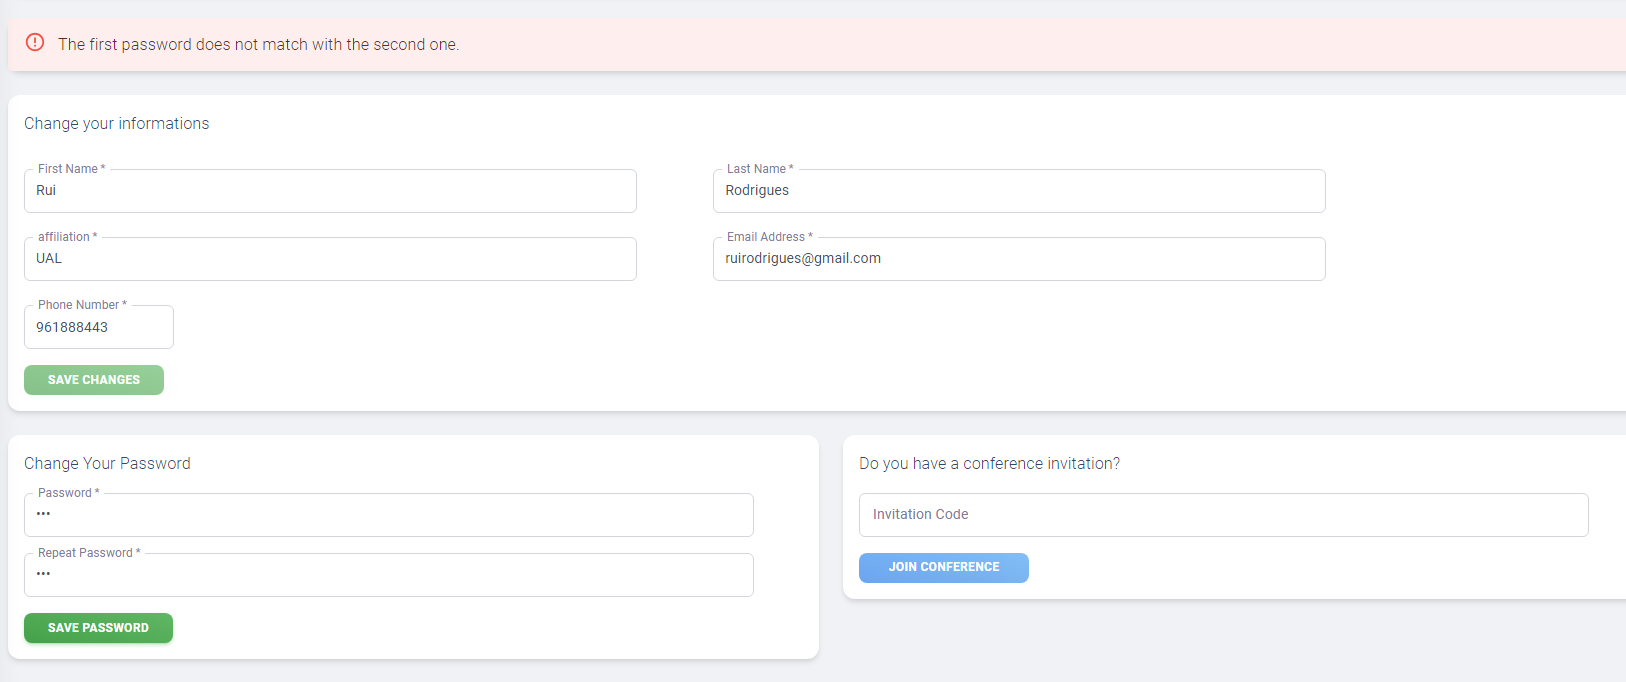 The first password does not match with the second one.
Change your informations
First Name *
Rui
Last Name *
Rodrigues
affiliation *
UAL
Email Address *
ruirodrigues@gmail.com
Phone Number *
961888443
SAVE CHANGES
Change Your Password
Password *
•••
Repeat Password *
•••
SAVE PASSWORD
Do you have a conference invitation?
Invitation Code
JOIN CONFERENCE